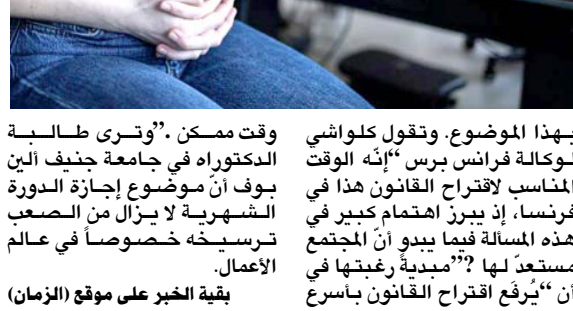 بهذا الموضوع. وتقول كلواشي
لوكالة فرانس برس “إنّه الوقت
المناسب لاقتراح القانون هذا في
فرنسا، إذ يبرز اهتمام كبير في
هذه المسألة فيما يبدو أنّ المجتمع
مستعدّ لها ?”مبديةً رغبتها في
أن “يُرفَع اقتراح القانون بأسرع
وقت ممكن .”وترى طالبة
الدكتوراه في جامعة جنيف ألين
بوف أنّ موضوع إجازة الدورة
الشهرية لا يزال من الصعب
ترسيخه خصوصاً في عالم
الأعمال.
بقية الخبر على موقع (الزمان)